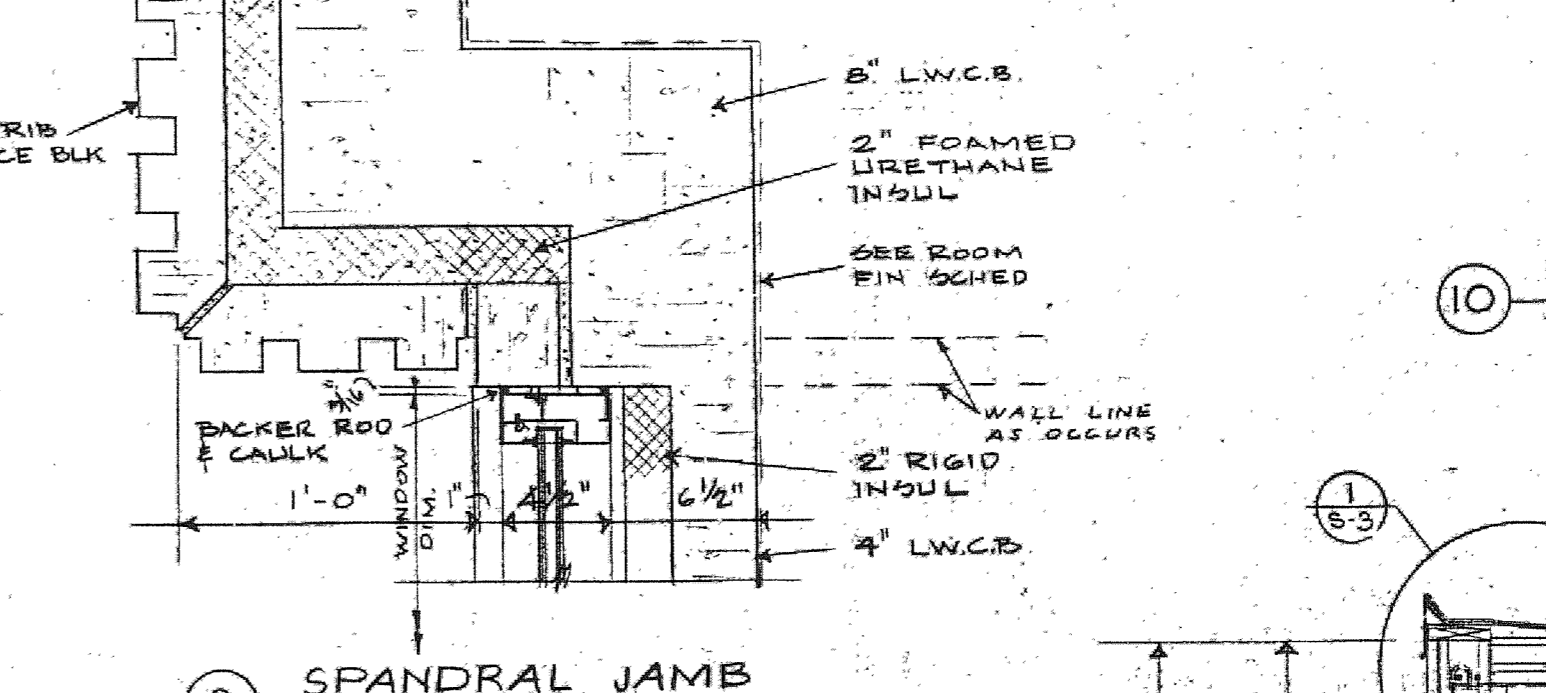 8" L.W.C.B.
RIB
CE BLK
2" FOAMED
URETHANE
INSUL
SEE ROOM
FIN SCHED
10
3/16"
WALL LINE
AS OCCURS
BACKER ROD
& CAULK
2" RIGID
INSUL
WINDOW
DIM.
1'-0" 1" 4 1/2" 6 1/2"
1
S-3
4" L.W.C.B.
SPANDRAL JAMB